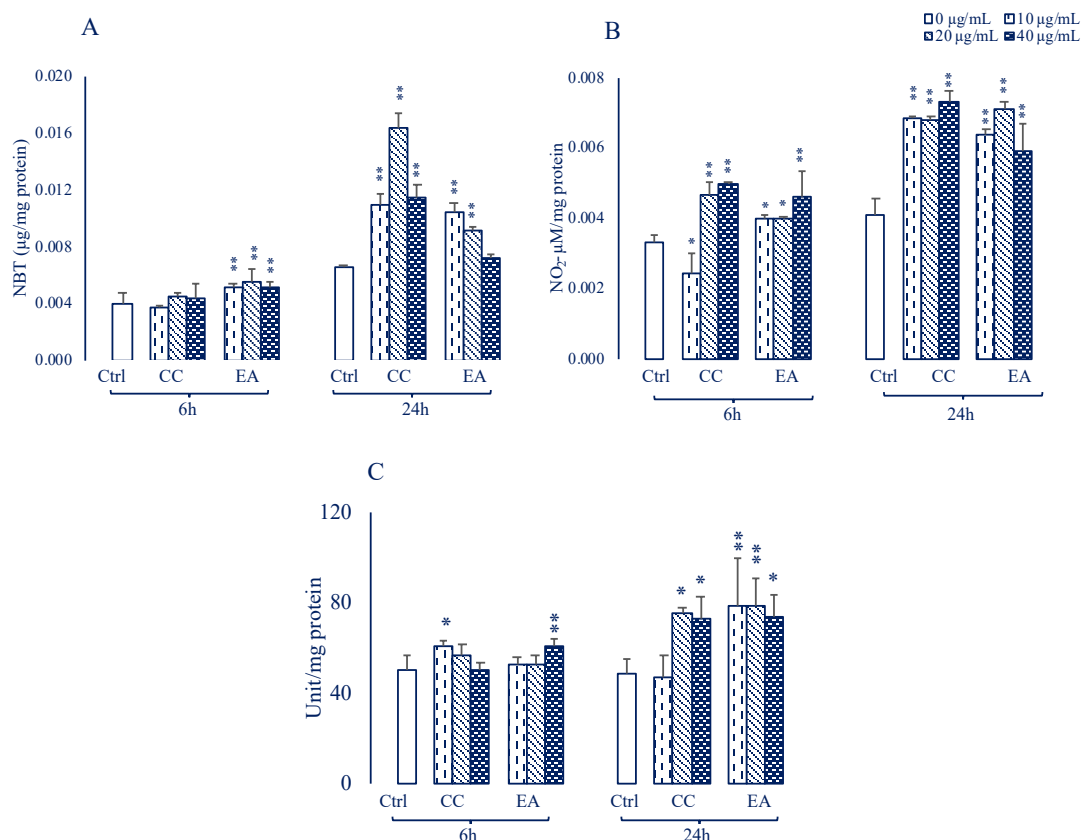 A
B
0 µg/mL 10 µg/mL
20 µg/mL 40 µg/mL
NBT (µg/mg protein)
0.020
0.016
0.012
0.008
0.004
0.000
** ** ** ** ** ** ** **
Ctrl CC EA Ctrl CC EA
6h 24h
NO2- µM/mg protein
0.008
0.006
0.004
0.002
0.000
* ** ** * * ** ** ** ** ** ** **
Ctrl CC EA Ctrl CC EA
6h 24h
C
Unit/mg protein
120
80
40
0
* ** * * ** ** *
Ctrl CC EA Ctrl CC EA
6h 24h